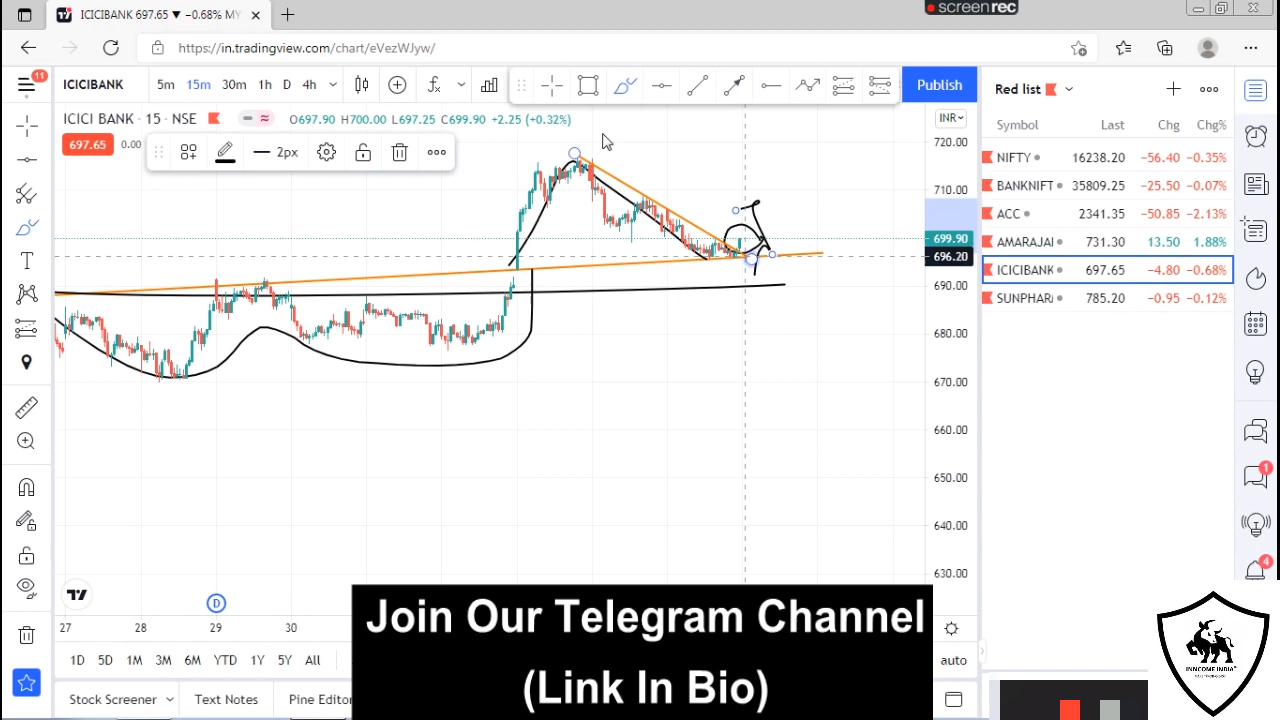 ICICIBANK 697.65 ▼ −0.68% MY
screenrec
https://in.tradingview.com/chart/eVezWJyw/
11
ICICIBANK 5m 15m 30m 1h D 4h Publish
Red list
ICICI BANK · 15 · NSE O697.90 H700.00 L697.25 C699.90 +2.25 (+0.32%)
INR
697.65 0.00
2px
Symbol Last Chg Chg%
NIFTY 16238.20 −56.40 −0.35%
BANKNIFT 35809.25 −25.50 −0.07%
ACC 2341.35 −50.85 −2.13%
AMARAJAI 731.30 13.50 1.88%
ICICIBANK 697.65 −4.80 −0.68%
SUNPHAR 785.20 −0.95 −0.12%
720.00
710.00
699.90
696.20
690.00
680.00
670.00
660.00
650.00
640.00
630.00
1
4
D
27 28 29 30
1D 5D 1M 3M 6M YTD 1Y 5Y All
auto
Stock Screener Text Notes Pine Editor
Join Our Telegram Channel
(Link In Bio)
INNCOME INDIA